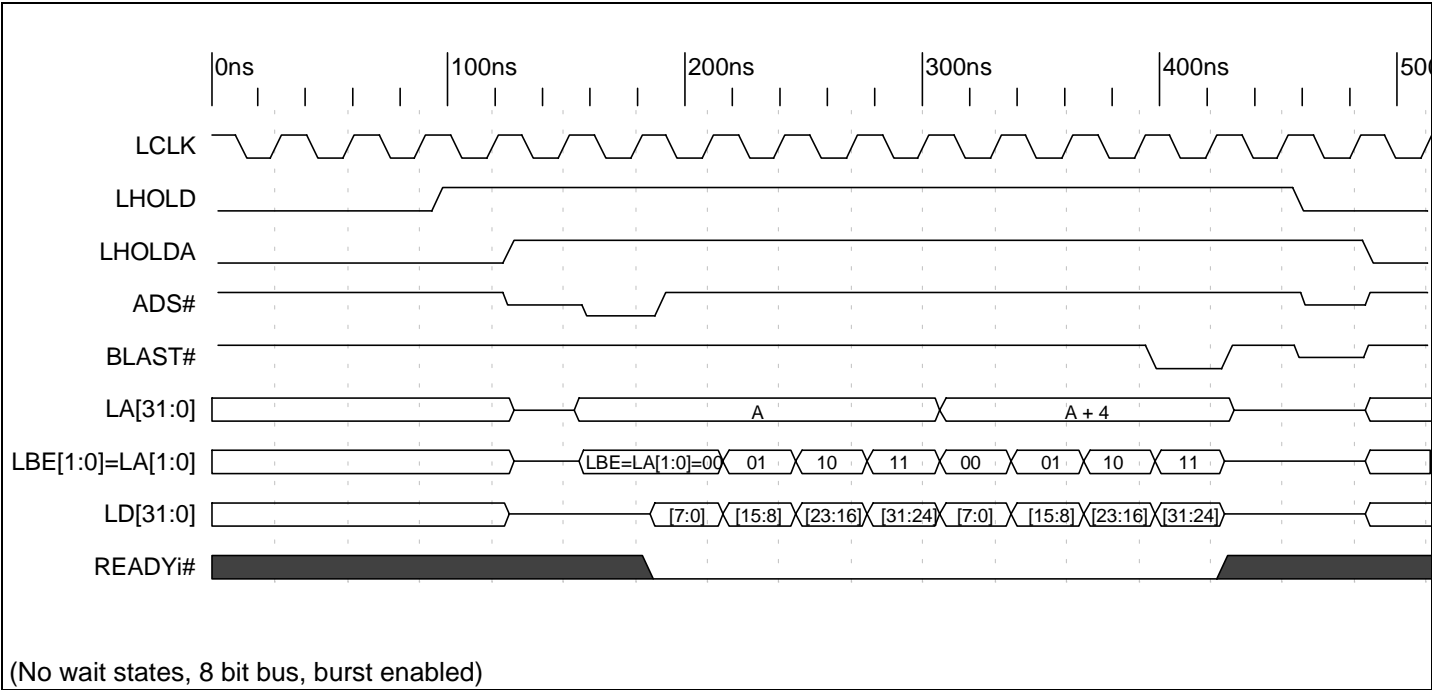 0ns 100ns 200ns 300ns 400ns 50
LCLK
LHOLD
LHOLDA
ADS#
BLAST#
LA[31:0] A A + 4
LBE[1:0]=LA[1:0] LBE=LA[1:0]=00 01 10 11 00 01 10 11
LD[31:0] [7:0] [15:8] [23:16] [31:24] [7:0] [15:8] [23:16] [31:24]
READYi#
(No wait states, 8 bit bus, burst enabled)